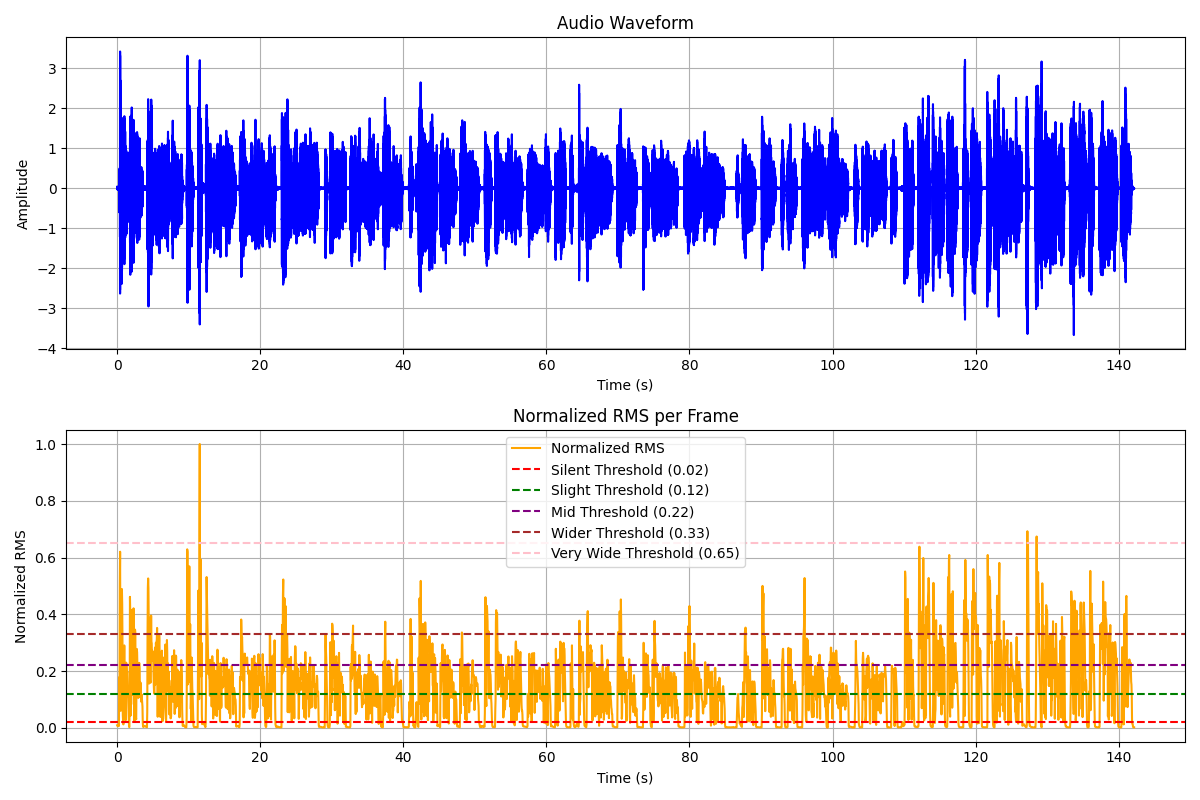 Audio Waveform
3
2
1
0
−1
−2
−3
−4
Amplitude
0 20 40 60 80 100 120 140
Time (s)
Normalized RMS per Frame
1.0
0.8
0.6
0.4
0.2
0.0
Normalized RMS
Normalized RMS
Silent Threshold (0.02)
Slight Threshold (0.12)
Mid Threshold (0.22)
Wider Threshold (0.33)
Very Wide Threshold (0.65)
0 20 40 60 80 100 120 140
Time (s)